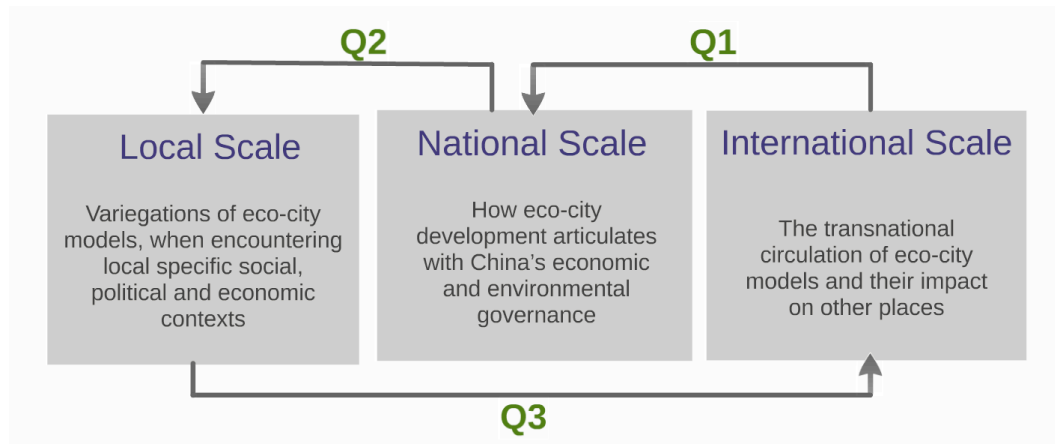 Q2
Q1
Local Scale
Variegations of eco-city
models, when encountering
local specific social,
political and economic
contexts
National Scale
How eco-city
development articulates
with China’s economic
and environmental
governance
International Scale
The transnational
circulation of eco-city
models and their impact
on other places
Q3